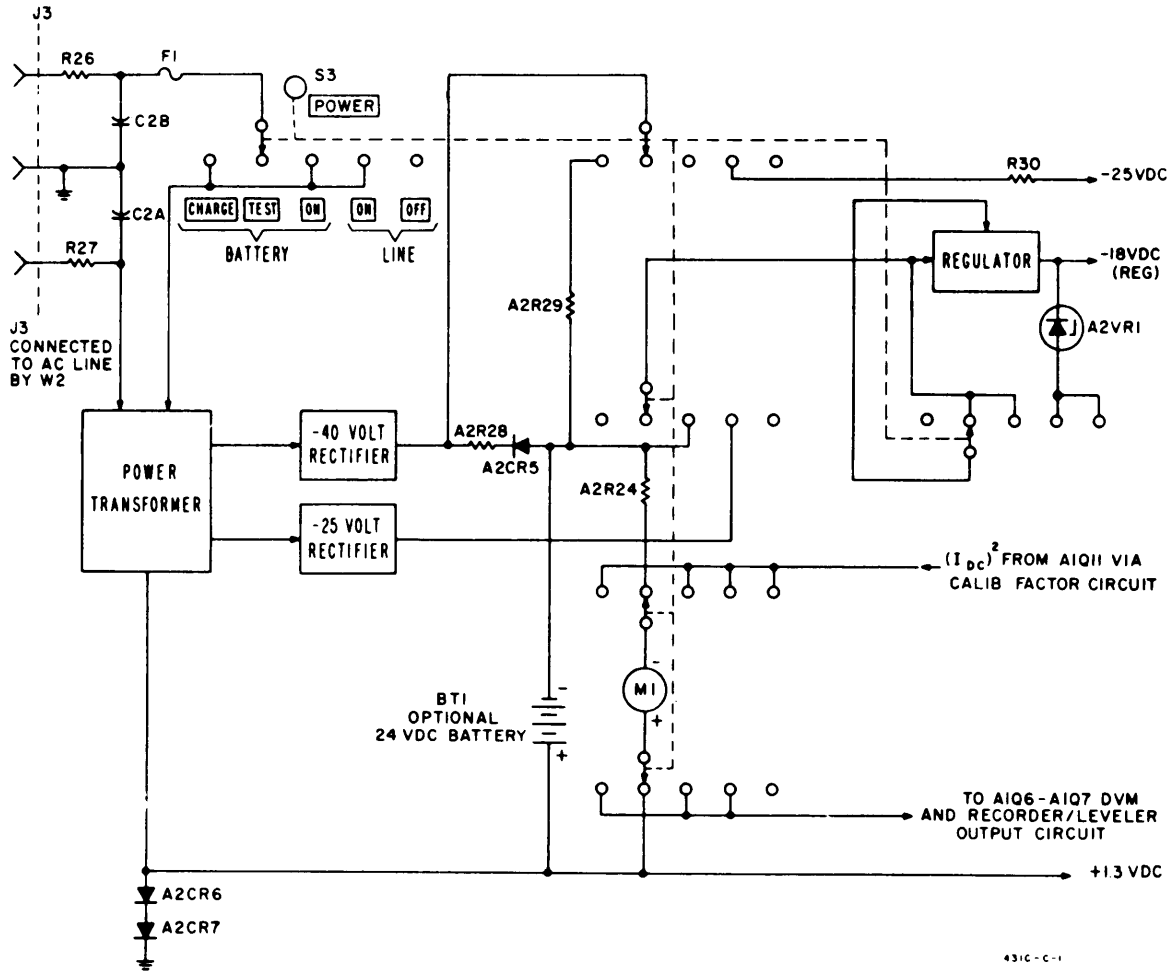 J3
R26
F1
S3
POWER
C2B
C2A
R27
CHARGE TEST ON ON OFF
BATTERY LINE
R30
-25VDC
REGULATOR
-18VDC
(REG)
A2VR1
A2R29
J3
CONNECTED
TO AC LINE
BY W2
POWER
TRANSFORMER
-40 VOLT
RECTIFIER
A2R28
A2CR5
A2R24
-25 VOLT
RECTIFIER
(I DC)² FROM A1Q11 VIA
CALIB FACTOR CIRCUIT
-
M1
+
BT1
OPTIONAL
24 VDC BATTERY
-
+
TO A1Q6-A1Q7 DVM
AND RECORDER/LEVELER
OUTPUT CIRCUIT
+1.3 VDC
A2CR6
A2CR7
431C-C-1